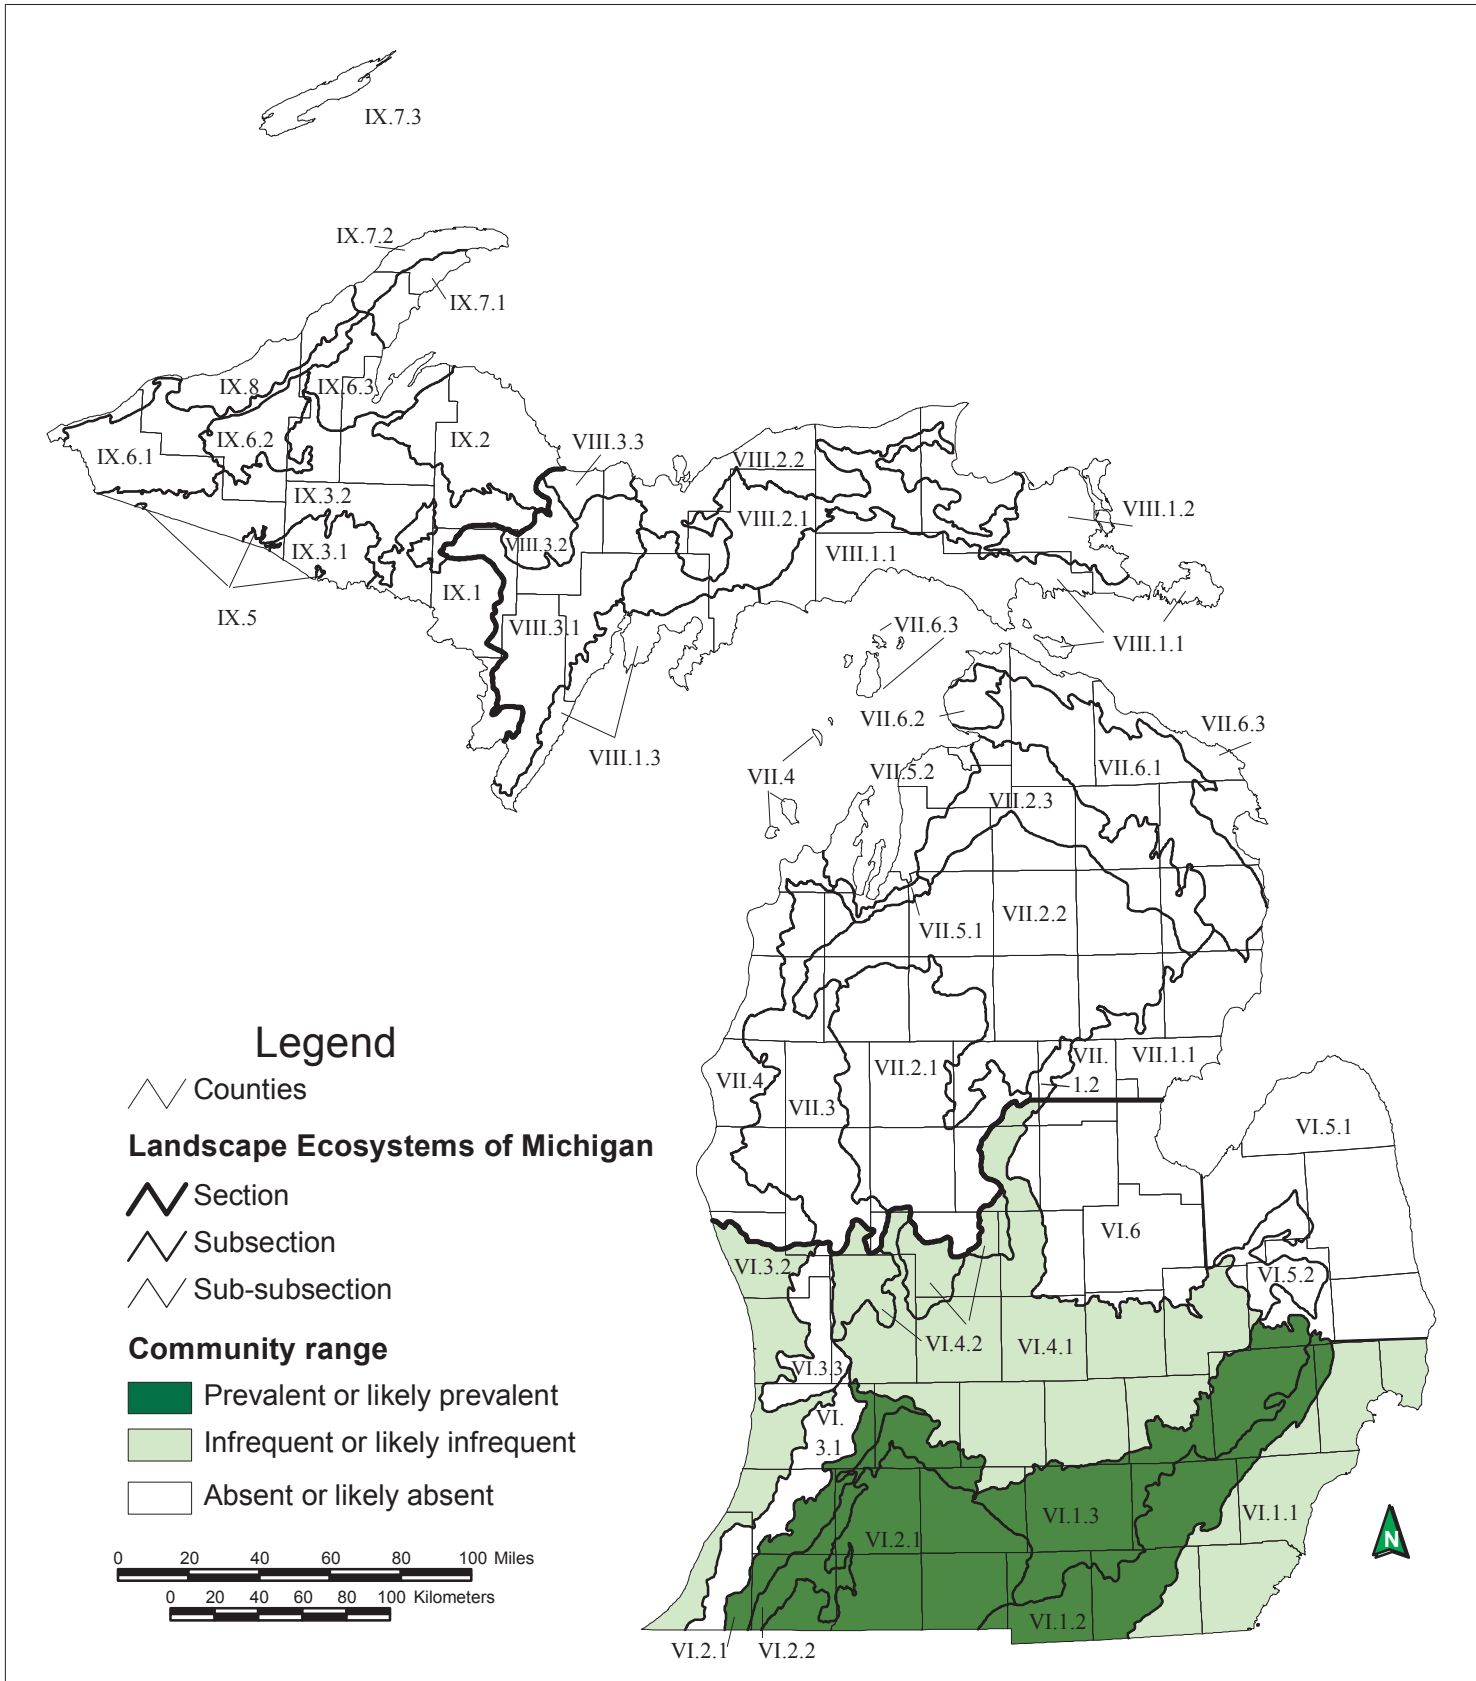 IX.7.3
IX.7.2
IX.7.1
IX.8
IX.6.3
IX.6.2
IX.6.1
IX.2
VIII.3.3
VIII.2.2
IX.3.2
VIII.2.1
VIII.1.2
IX.3.1
VIII.3.2
VIII.1.1
IX.1
IX.5
VIII.3.1
VII.6.3
VIII.1.1
VII.6.2
VII.6.3
VIII.1.3
VII.4
VII.5.2
VII.6.1
VII.2.3
VII.2.2
VII.5.1
VII.4
VII.3
VII.2.1
VII.
1.2
VII.1.1
VI.5.1
VI.6
VI.3.2
VI.5.2
VI.4.2
VI.4.1
VI.3.3
VI.
3.1
VI.1.3
VI.1.1
VI.2.1
VI.1.2
VI.2.1
VI.2.2
Legend
Counties
Landscape Ecosystems of Michigan
Section
Subsection
Sub-subsection
Community range
Prevalent or likely prevalent
Infrequent or likely infrequent
Absent or likely absent
0 20 40 60 80 100 Miles
0 20 40 60 80 100 Kilometers
N